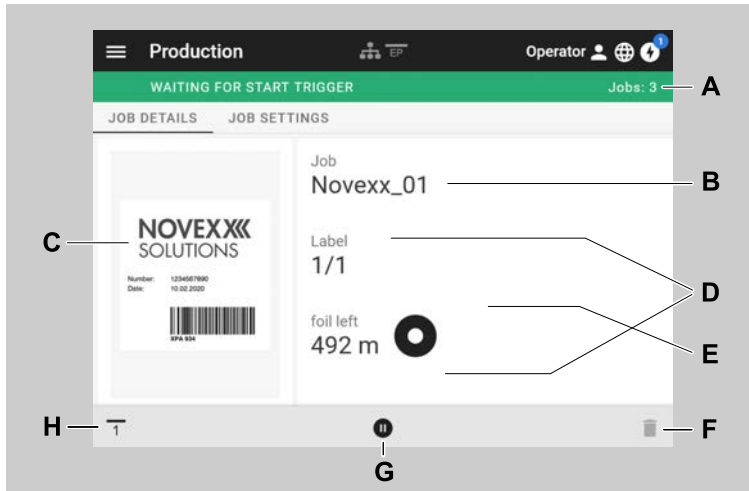 Production
EP
Operator
1
WAITING FOR START TRIGGER
Jobs: 3
A
JOB DETAILS
JOB SETTINGS
Job
Novexx_01
B
C
NOVEXX
SOLUTIONS
Number: 1234567890
Date: 10.02.2020
XPA 934
Label
1/1
D
foil left
492 m
E
H
1
F
G